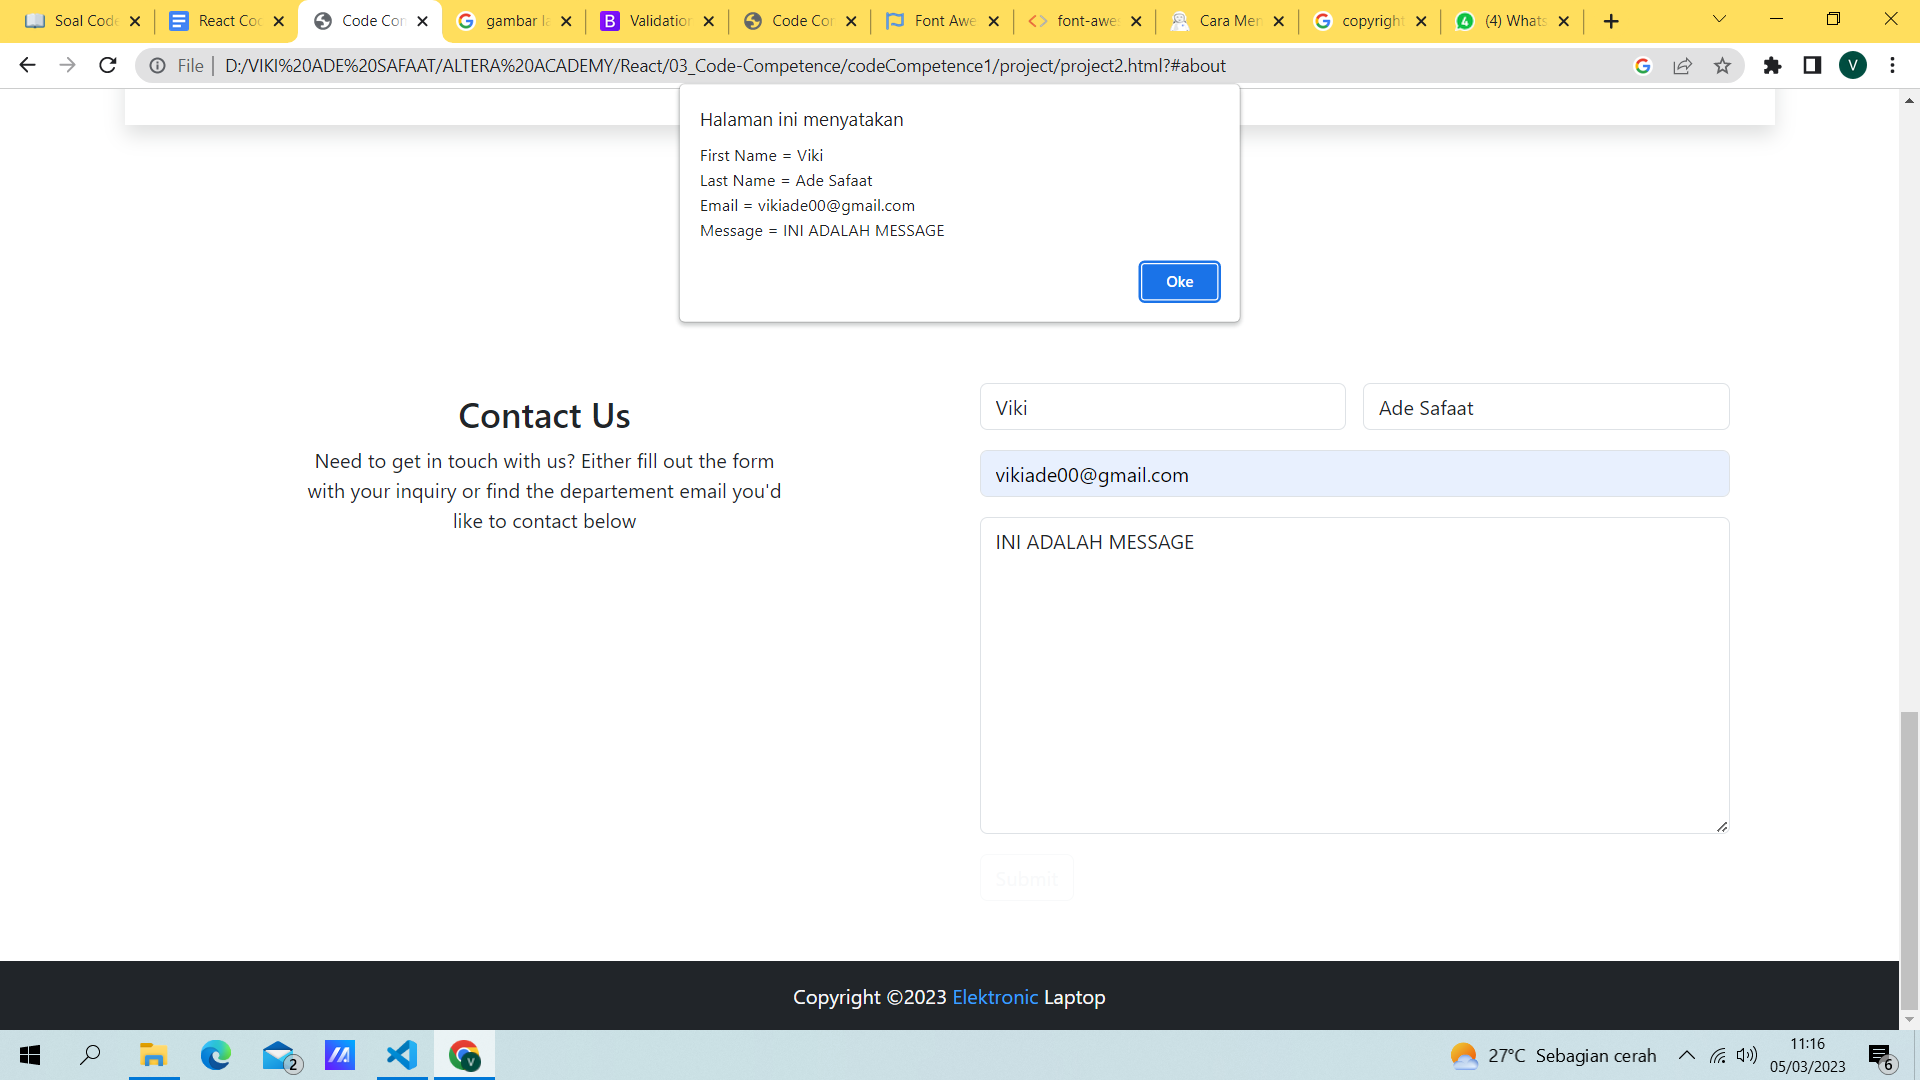 Soal Code
React Co
Code Cor
gambar la
Validation
Code Cor
Font Awe
font-awe
Cara Men
copyright
(4) Whats
File
D:/VIKI%20ADE%20SAFAAT/ALTERA%20ACADEMY/React/03_Code-Competence/codeCompetence1/project/project2.html?#about
V
Halaman ini menyatakan
First Name = Viki
Last Name = Ade Safaat
Email = vikiade00@gmail.com
Message = INI ADALAH MESSAGE
Oke
Contact Us
Need to get in touch with us? Either fill out the form
with your inquiry or find the departement email you'd
like to contact below
Viki
Ade Safaat
vikiade00@gmail.com
INI ADALAH MESSAGE
Submit
Copyright ©2023 Elektronic Laptop
2
V
27°C Sebagian cerah
11:16
05/03/2023
6